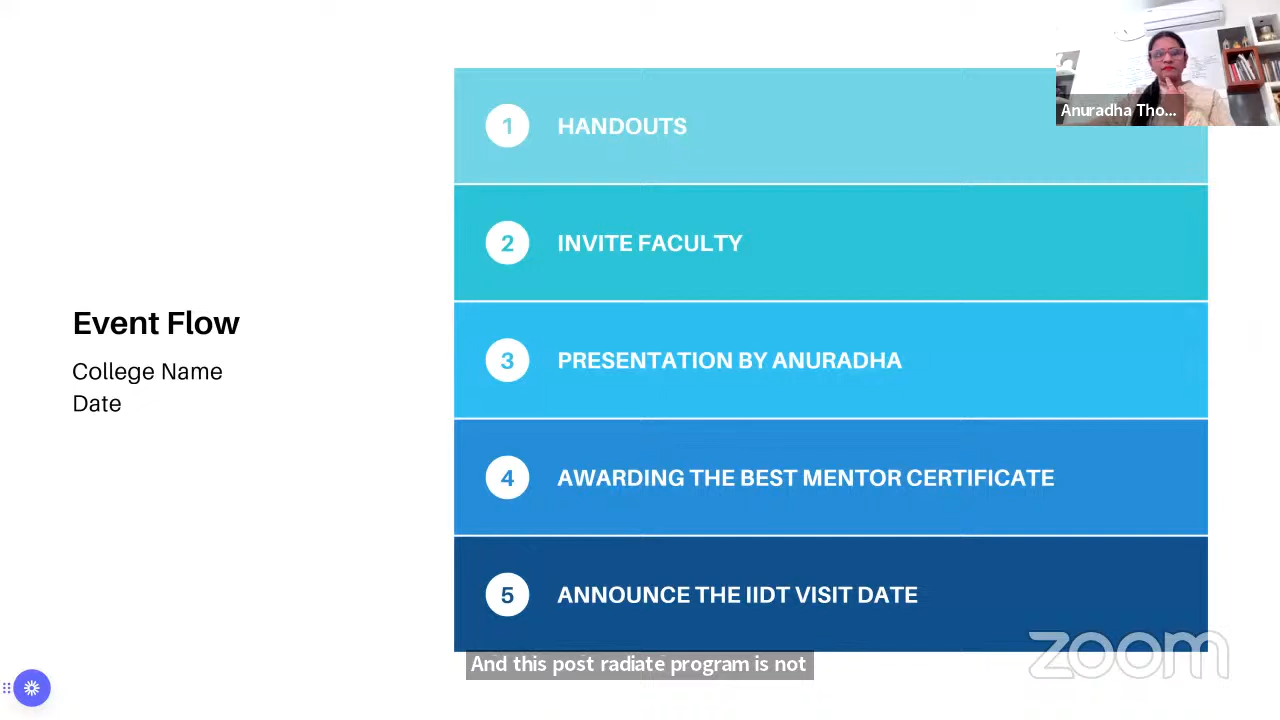 Anuradha Tho...
1 HANDOUTS
2 INVITE FACULTY
Event Flow
College Name
Date
3 PRESENTATION BY ANURADHA
4 AWARDING THE BEST MENTOR CERTIFICATE
5 ANNOUNCE THE IIDT VISIT DATE
zoom
And this post radiate program is not